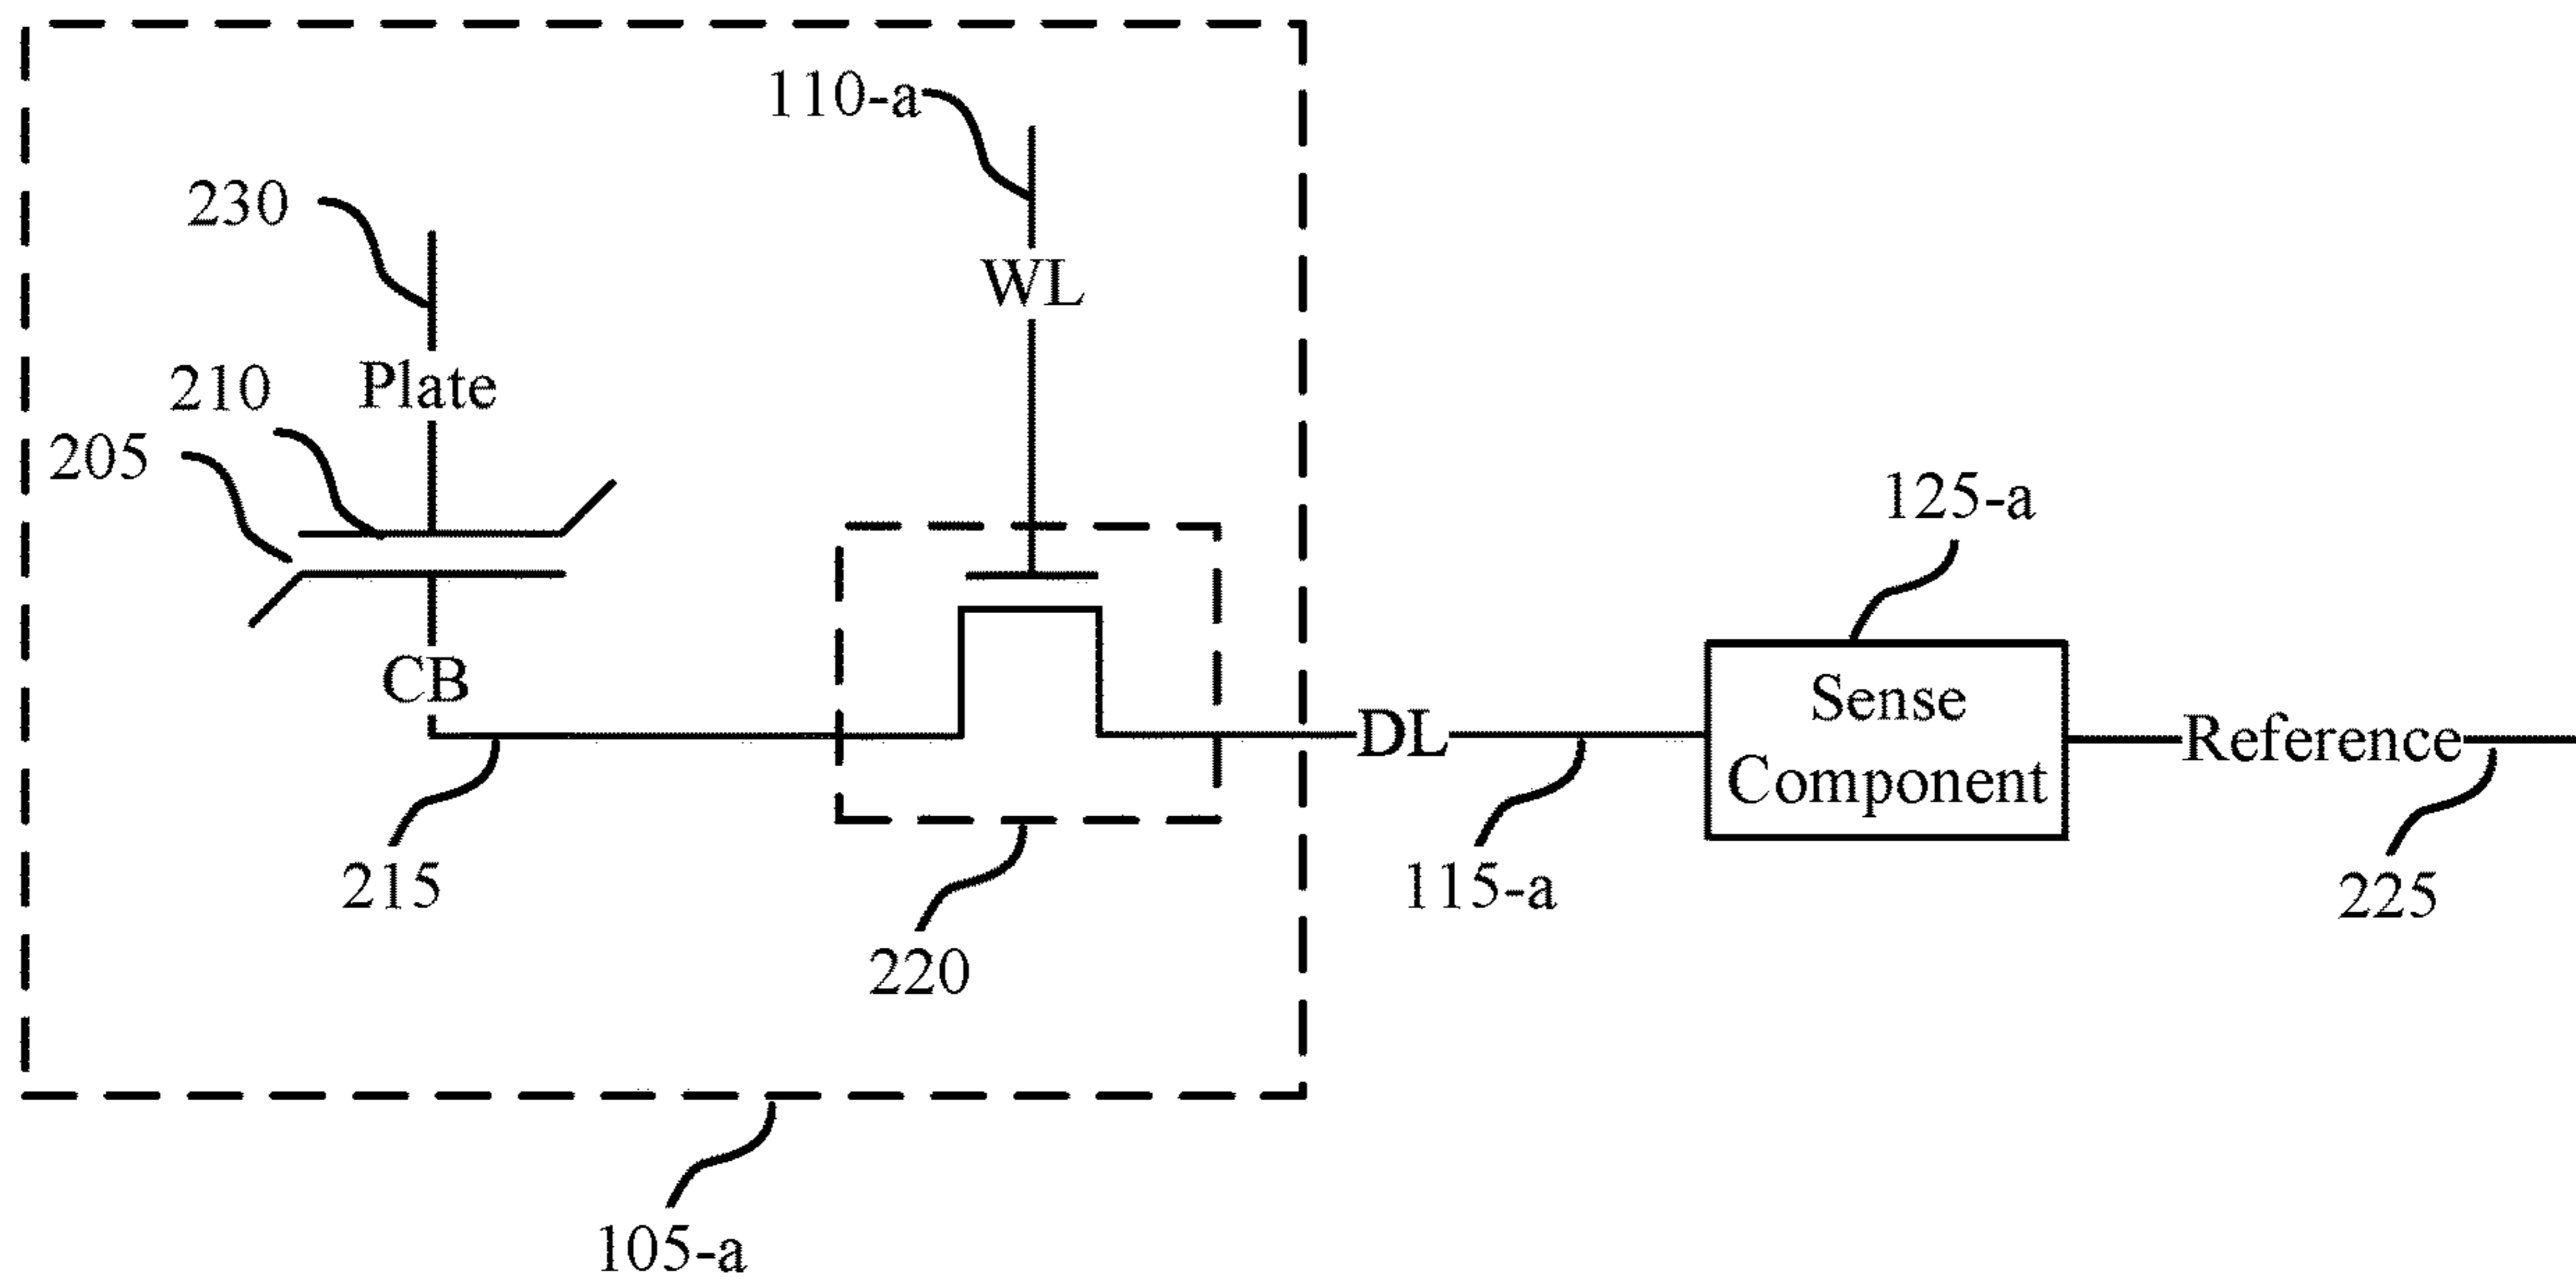 110-a
230
WL
210
Plate
205
125-a
CB
Sense
Component
DL
Reference
215
115-a
225
220
105-a